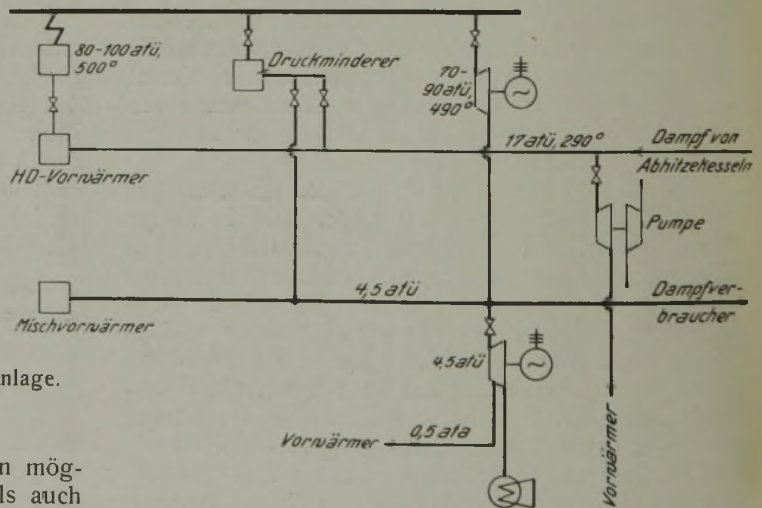 80-100 atü,
500°
Druckminderer
70-
90 atü,
490°
17 atü, 290°
Dampf von
Abhitzekesseln
HD-Vorwärmer
Pumpe
4,5 atü
Dampfver-
braucher
Mischvorwärmer
4,5 atü
nlage.
Vorwärmer
0,5 ata
Vorwärmer
n mög-
ls auch